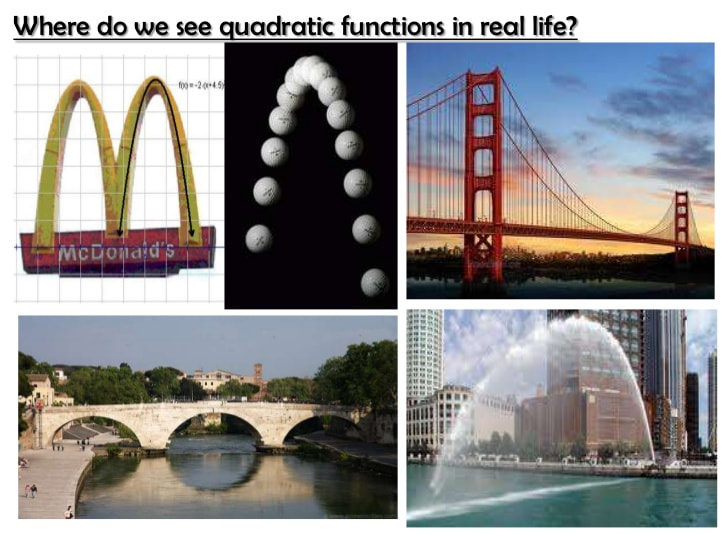 Where do we see quadratic functions in real life?
f(x) = -2 (x+4.5)
McDonald's